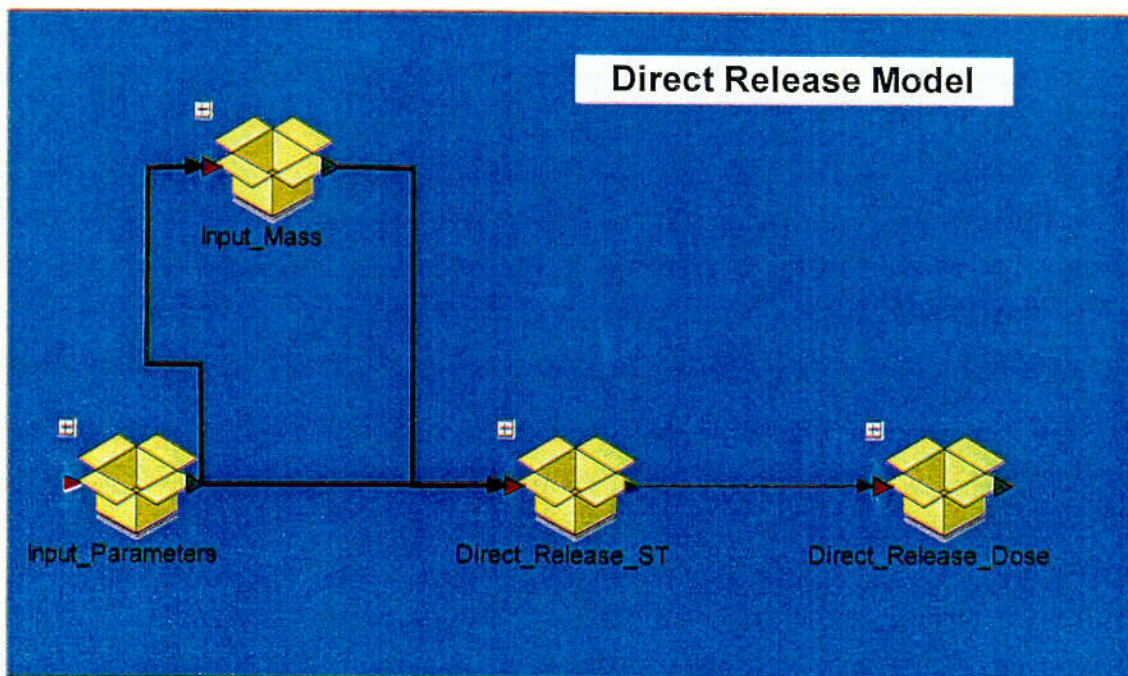 Direct Release Model
Input_Mass
Input_Parameters
Direct_Release_ST
Direct_Release_Dose